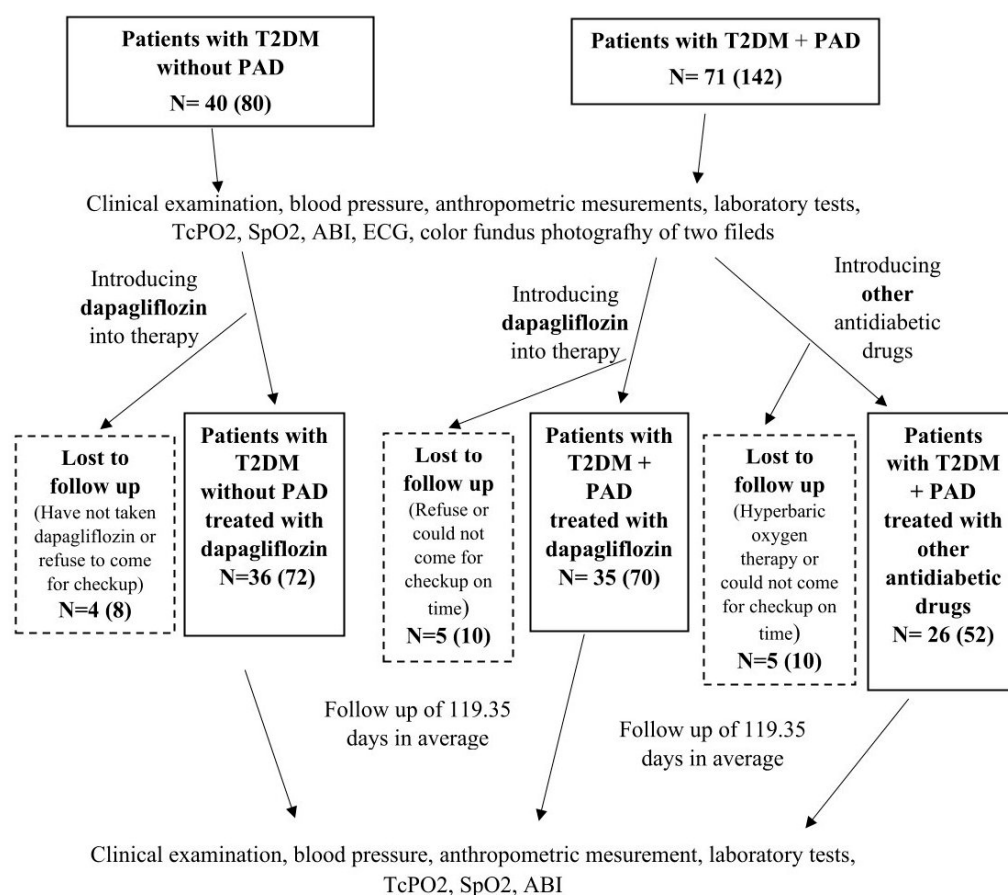 Patients with T2DM
without PAD
N= 40 (80)
Patients with T2DM + PAD
N= 71 (142)
Clinical examination, blood pressure, anthropometric mesurements, laboratory tests,
TcPO2, SpO2, ABI, ECG, color fundus photografhy of two fileds
Introducing
dapagliflozin
into therapy
Introducing
dapagliflozin
into therapy
Introducing
other
antidiabetic
drugs
Lost to
follow up
(Have not taken
dapagliflozin or
refuse to come
for checkup)
N=4 (8)
Patients with
T2DM
without PAD
treated with
dapagliflozin
N=36 (72)
Lost to
follow up
(Refuse or
could not
come for
checkup on
time)
N=5 (10)
Patients with
T2DM +
PAD
treated with
dapagliflozin
N= 35 (70)
Lost to
follow up
(Hyperbaric
oxygen
therapy or
could not come
for checkup on
time)
N=5 (10)
Patients
with T2DM
+ PAD
treated with
other
antidiabetic
drugs
N= 26 (52)
Follow up of 119.35
days in average
Follow up of 119.35
days in average
Clinical examination, blood pressure, anthropometric mesurement, laboratory tests,
TcPO2, SpO2, ABI